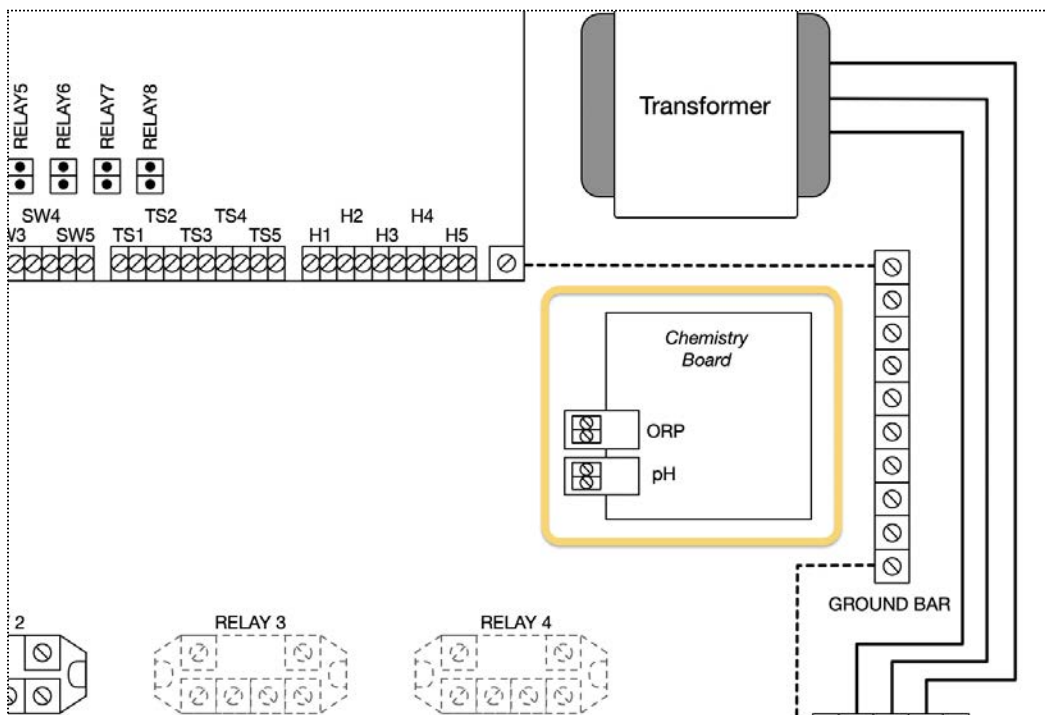 RELAY5
RELAY6
RELAY7
RELAY8
Transformer
SW4
TS2
TS4
H2
H4
SW5
TS1
TS3
TS5
H1
H3
H5
Chemistry
Board
ORP
pH
GROUND BAR
2
RELAY 3
RELAY 4